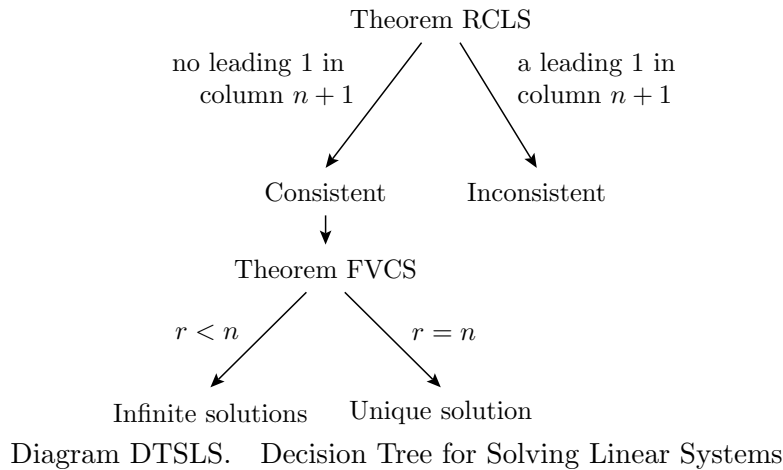 Theorem RCLS
no leading 1 in
column n + 1
a leading 1 in
column n + 1
Consistent
Inconsistent
Theorem FVCS
r < n
r = n
Infinite solutions
Unique solution
Diagram DTSLS. Decision Tree for Solving Linear Systems